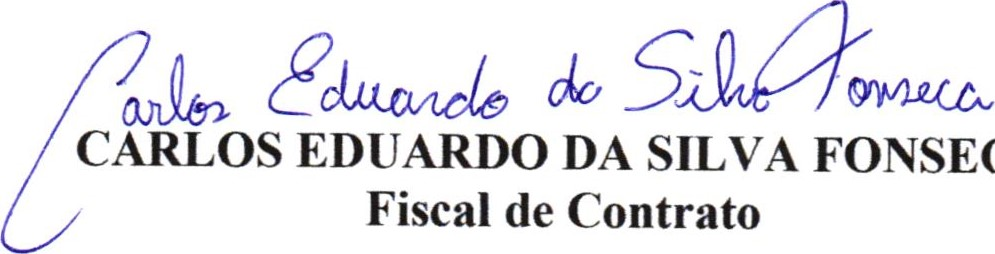 Carlos Eduardo da Silva Fonseca
CARLOS EDUARDO DA SILVA FONSEC
Fiscal de Contrato